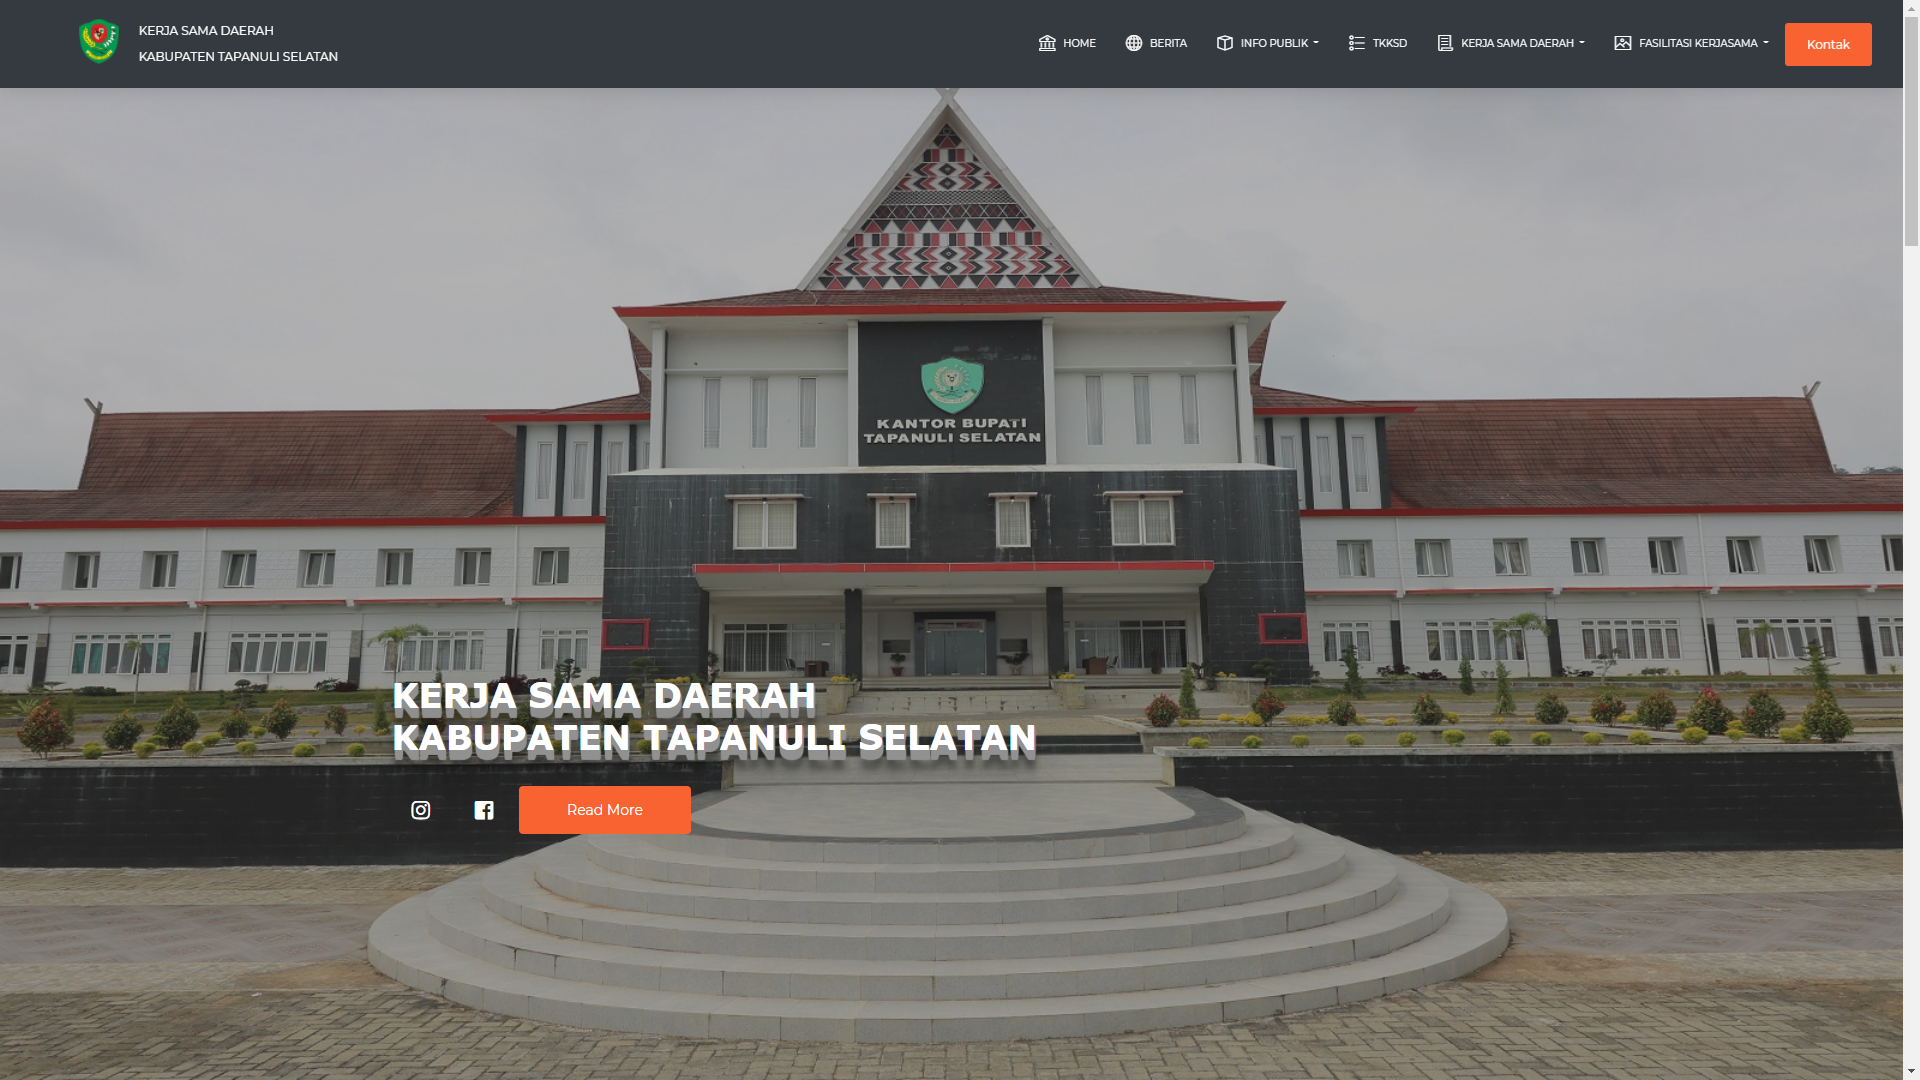 KERJA SAMA DAERAH
KABUPATEN TAPANULI SELATAN
HOME
BERITA
INFO PUBLIK
TKKSD
KERJA SAMA DAERAH
FASILITASI KERJASAMA
Kontak
KANTOR BUPATI
TAPANULI SELATAN
KERJA SAMA DAERAH
KABUPATEN TAPANULI SELATAN
Read More